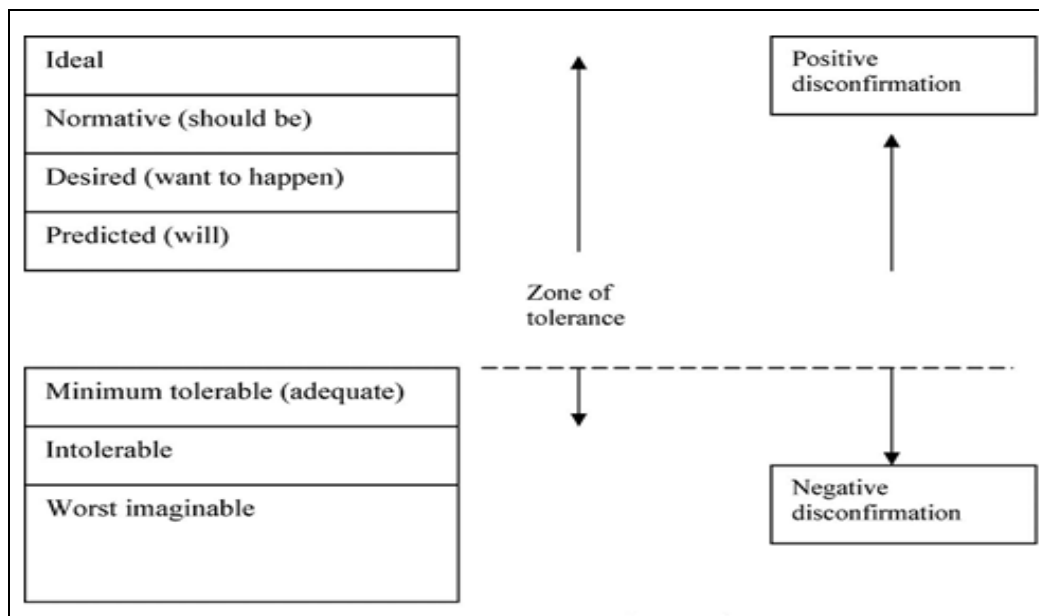 Ideal
Normative (should be)
Desired (want to happen)
Predicted (will)
Zone of
tolerance
Positive
disconfirmation
Minimum tolerable (adequate)
Intolerable
Worst imaginable
Negative
disconfirmation